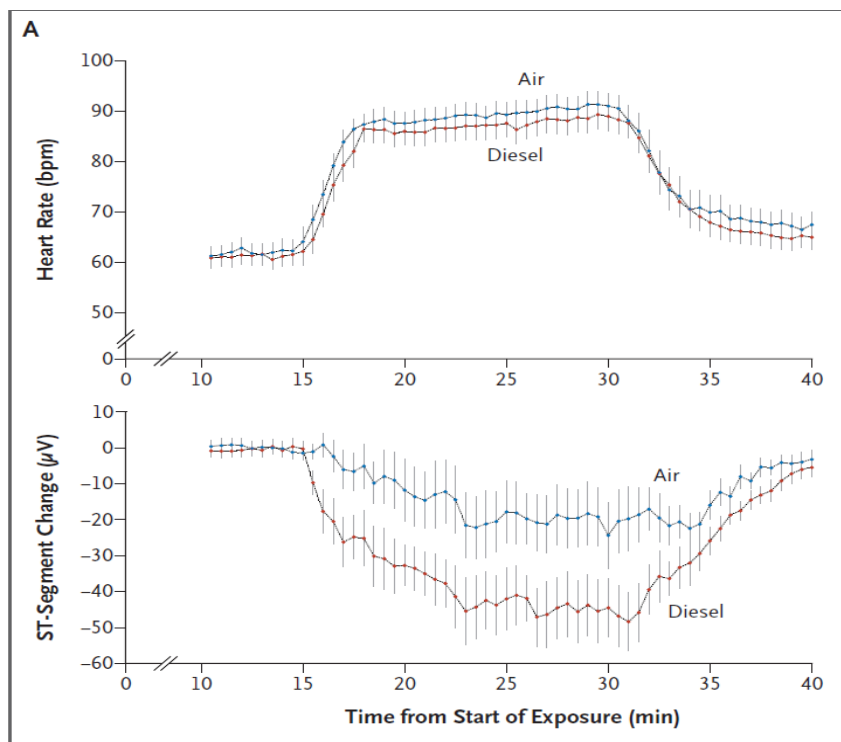 A
100
90
80
70
60
50
0
Heart Rate (bpm)
Air
Diesel
0 10 15 20 25 30 35 40
10
0
−10
−20
−30
−40
−50
−60
ST-Segment Change (µV)
Air
Diesel
0 10 15 20 25 30 35 40
Time from Start of Exposure (min)